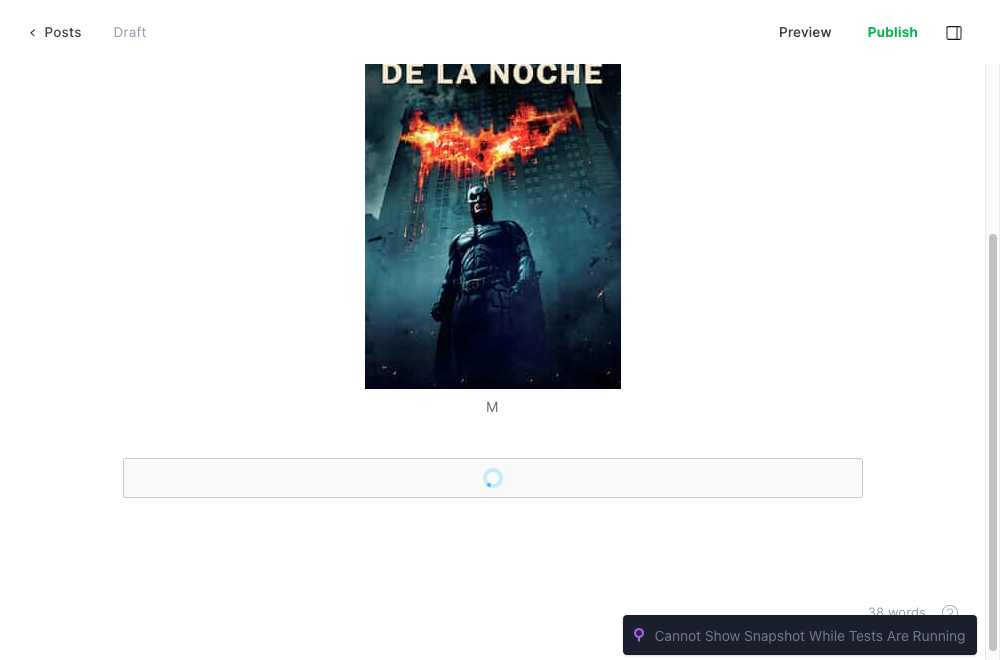 Posts
Draft
Preview
Publish
DE LA NOCHE
M
38 words
Cannot Show Snapshot While Tests Are Running